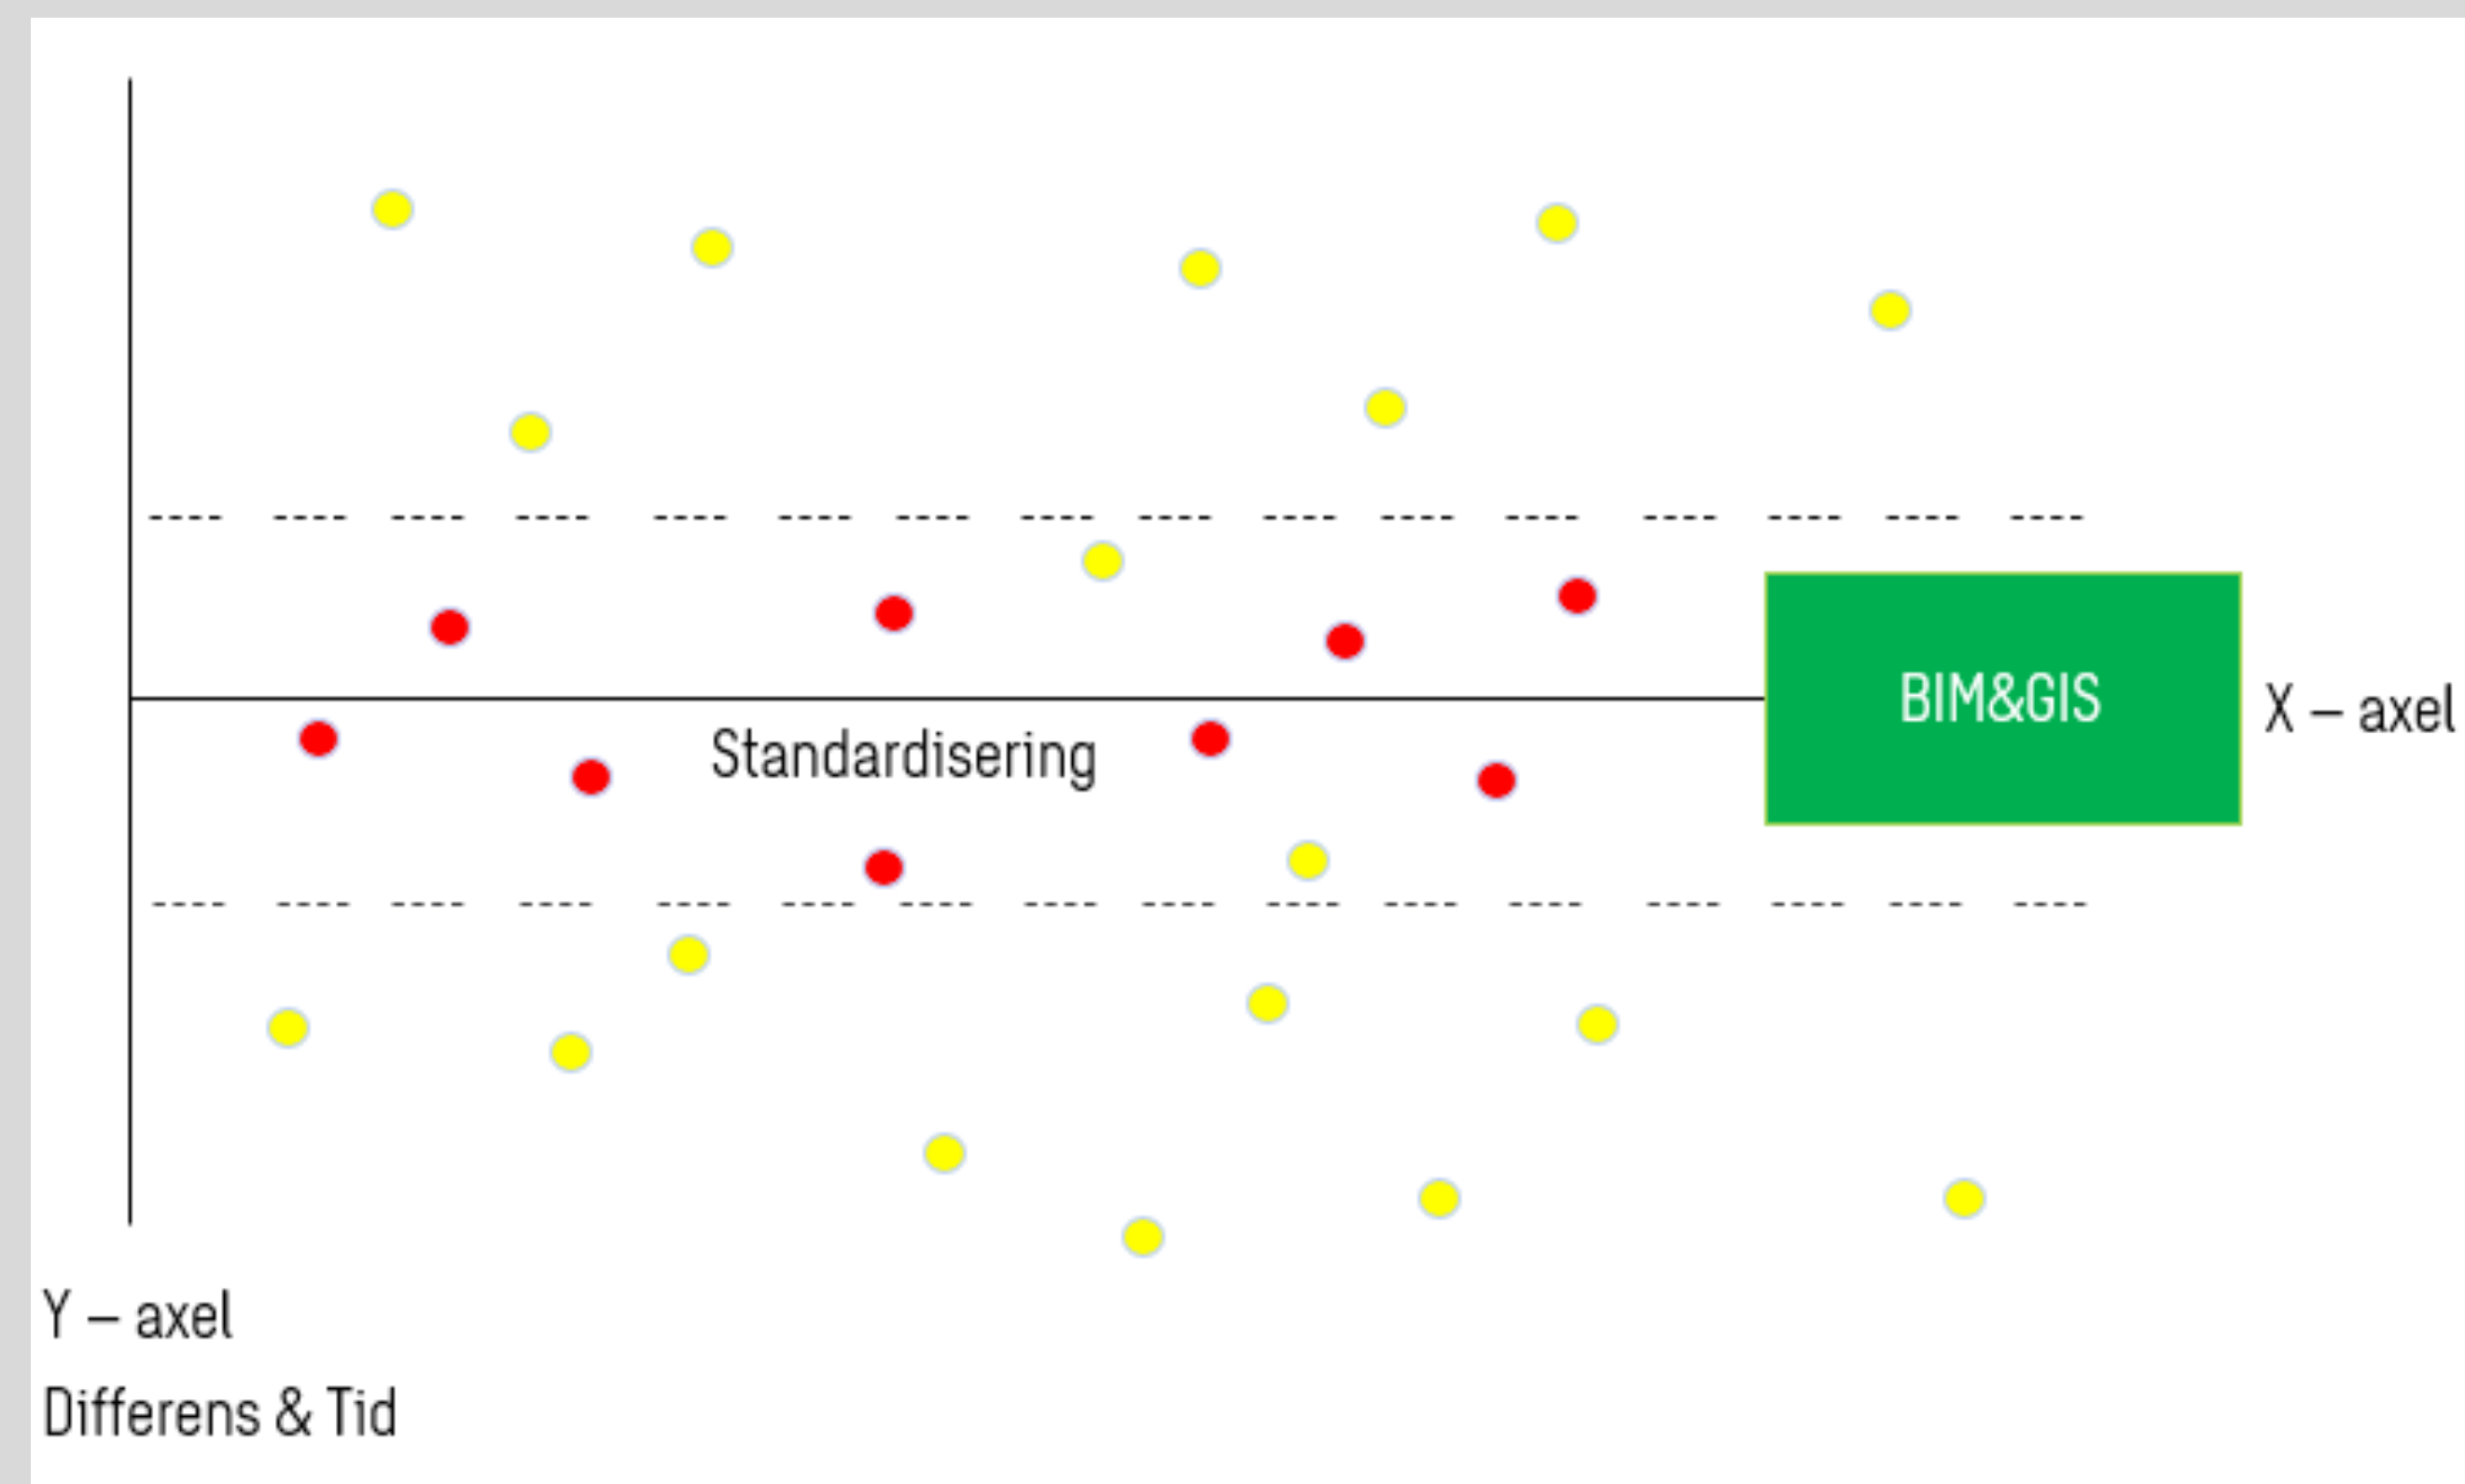 BIM&GIS
X – axel
Standardisering
Y – axel
Differens & Tid